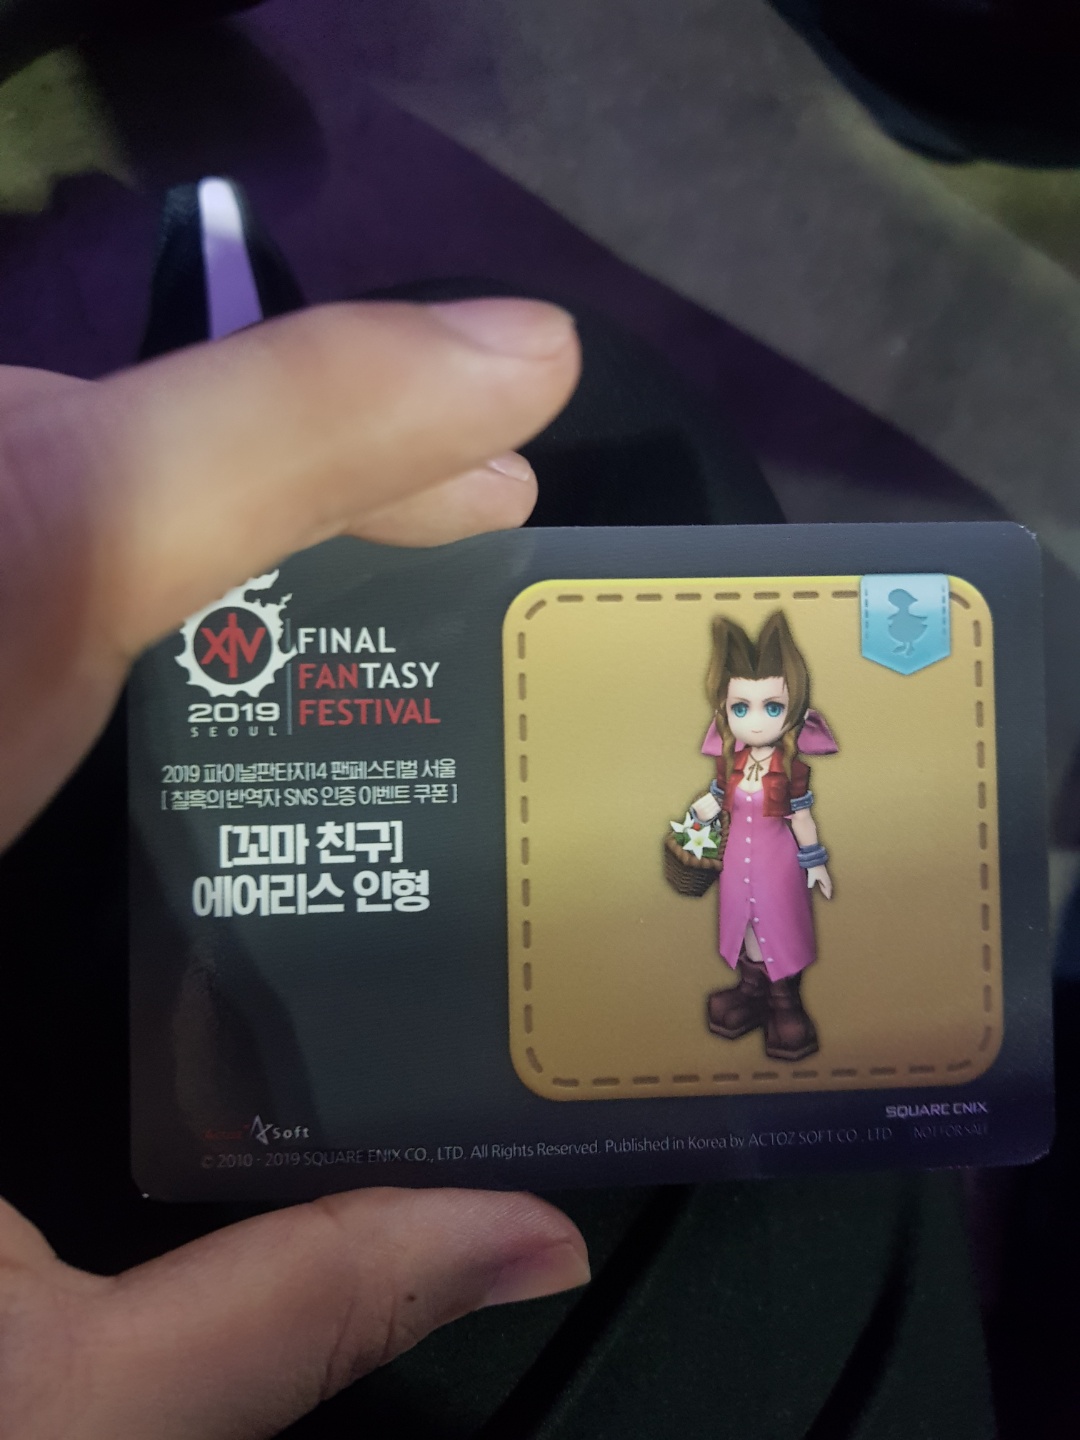 XIV
2019
SEOUL
FINAL
FANTASY
FESTIVAL
2019 파이널판타지14 팬페스티벌 서울
[ 칠흑의 반역자 SNS 인증 이벤트 쿠폰 ]
[꼬마 친구]
에어리스 인형
Actoz Soft
SQUARE ENIX
© 2010 - 2019 SQUARE ENIX CO., LTD. All Rights Reserved. Published in Korea by ACTOZ SOFT CO., LTD
NOT FOR SALE